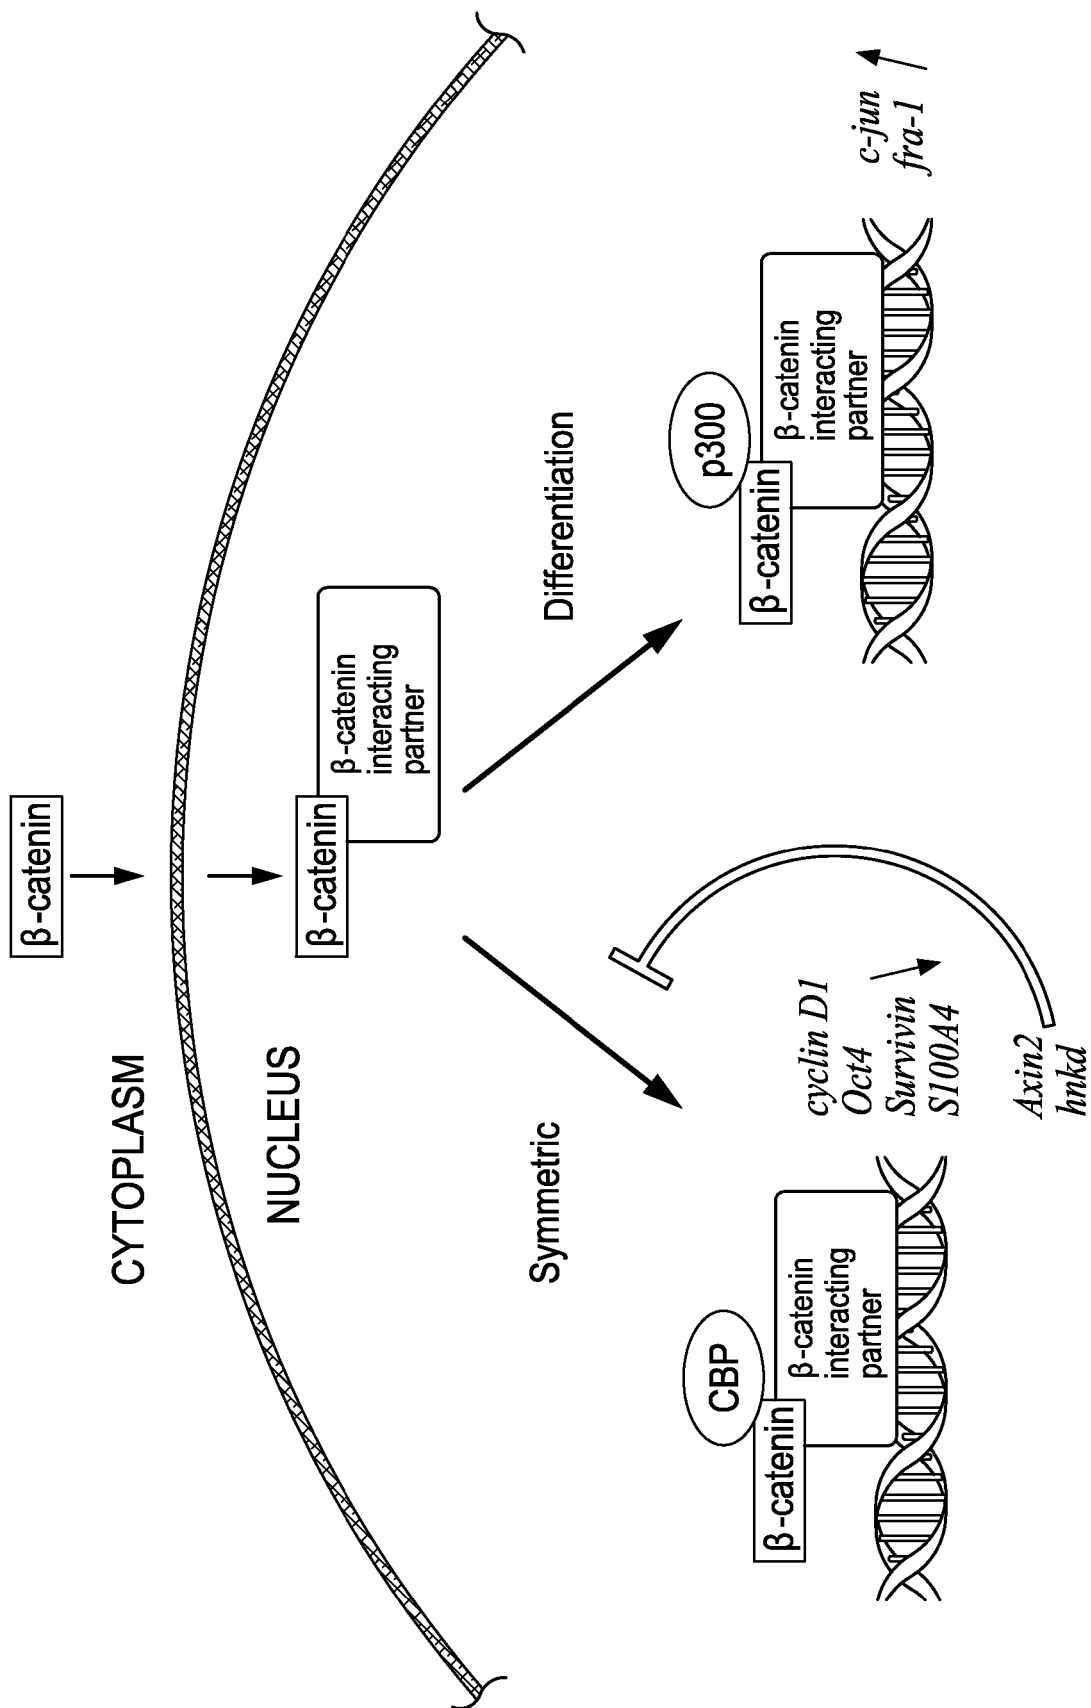 β-catenin
CYTOPLASM
NUCLEUS
β-catenin
β-catenin
interacting
partner
Symmetric
Differentiation
CBP
β-catenin
β-catenin
interacting
partner
cyclin D1
Oct4
Survivin
S100A4
Axin2
hnkd
p300
β-catenin
β-catenin
interacting
partner
c-jun
fra-1